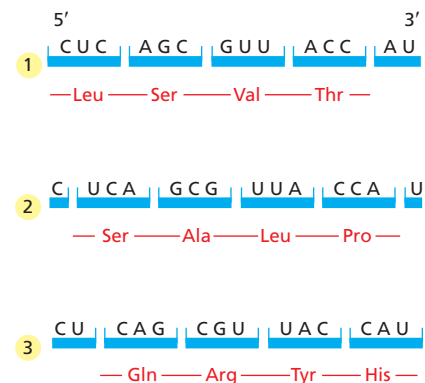 5′ 3′
1 CUC AGC GUU ACC AU
Leu Ser Val Thr
2 C UCA GCG UUA CCA U
Ser Ala Leu Pro
3 CU CAG CGU UAC CAU
Gln Arg Tyr His